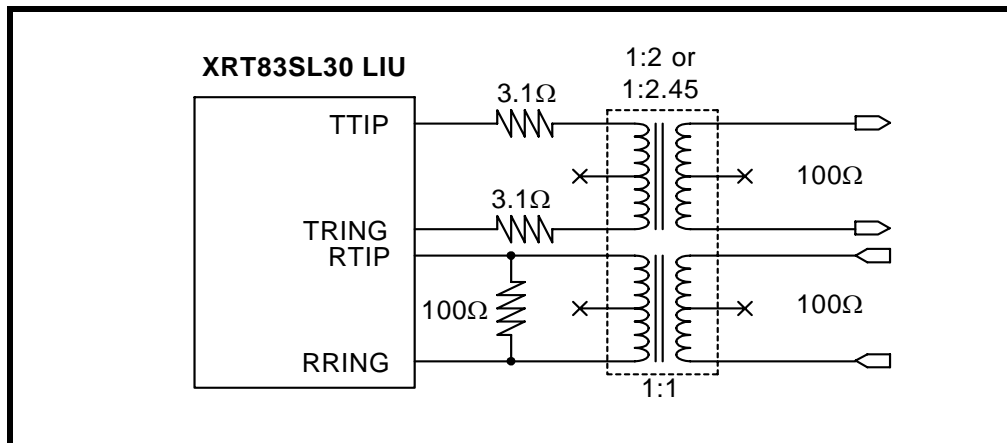 XRT83SL30 LIU
1:2 or
1:2.45
3.1Ω
TTIP
100Ω
3.1Ω
TRING
RTIP
100Ω
100Ω
RRING
1:1